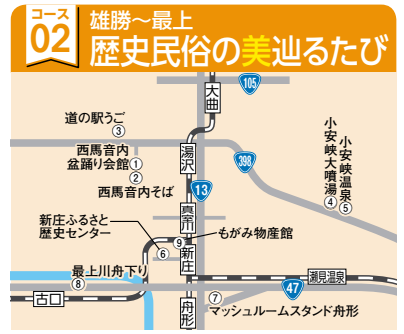 コース
02
雄勝～最上
歴史民俗の美辿るたび
105
大曲
道の駅うご
③
西馬音内
盆踊り会館
①
②
西馬音内そば
湯沢
398
小安峡大噴湯
④
小安峡温泉
⑤
13
真室川
新庄ふるさと
歴史センター
⑥
⑨
もがみ物産館
新庄
最上川舟下り
⑧
古口
瀬見温泉
47
⑦
マッシュルームスタンド舟形
舟形